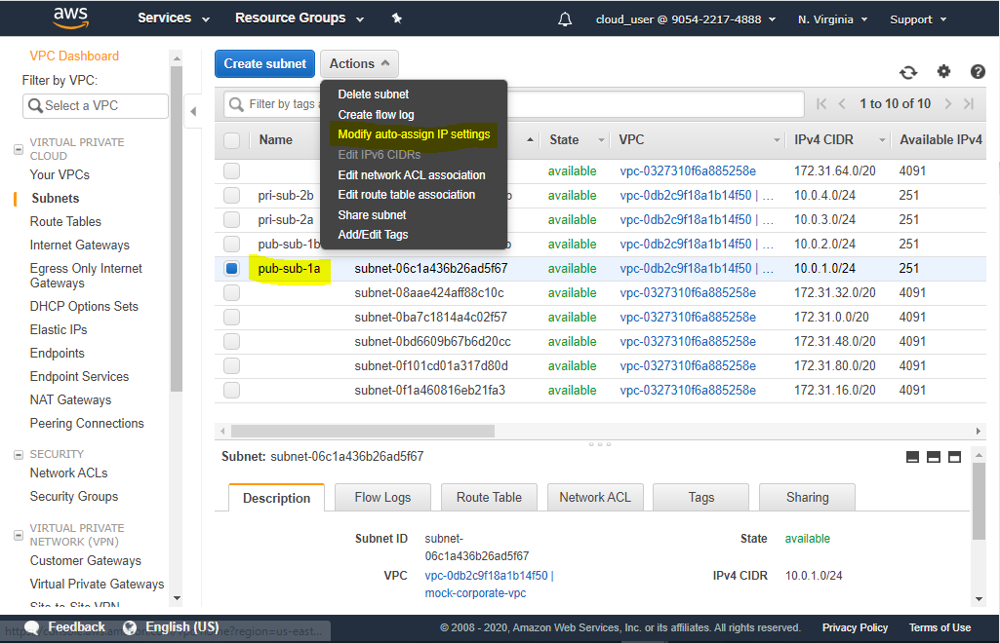 aws Services Resource Groups cloud_user @ 9054-2217-4888 N. Virginia Support
VPC Dashboard
Filter by VPC:
Select a VPC
VIRTUAL PRIVATE
CLOUD
Your VPCs
Subnets
Route Tables
Internet Gateways
Egress Only Internet
Gateways
DHCP Options Sets
Elastic IPs
Endpoints
Endpoint Services
NAT Gateways
Peering Connections
SECURITY
Network ACLs
Security Groups
VIRTUAL PRIVATE
NETWORK (VPN)
Customer Gateways
Virtual Private Gateways
Site-to-Site VPN
Create subnet Actions
Delete subnet
Create flow log
Modify auto-assign IP settings
Edit IPv6 CIDRs
Edit network ACL association
Edit route table association
Share subnet
Add/Edit Tags
Filter by tags 1 to 10 of 10
Name State VPC IPv4 CIDR Available IPv4
available vpc-0327310f6a885258e 172.31.64.0/20 4091
pri-sub-2b available vpc-0db2c9f18a1b14f50 | ... 10.0.4.0/24 251
pri-sub-2a available vpc-0db2c9f18a1b14f50 | ... 10.0.3.0/24 251
pub-sub-1b available vpc-0db2c9f18a1b14f50 | ... 10.0.2.0/24 251
pub-sub-1a subnet-06c1a436b26ad5f67 available vpc-0db2c9f18a1b14f50 | ... 10.0.1.0/24 251
subnet-08aae424aff88c10c available vpc-0327310f6a885258e 172.31.32.0/20 4091
subnet-0ba7c1814a4c02f57 available vpc-0327310f6a885258e 172.31.0.0/20 4091
subnet-0bd6609b67b6d20cc available vpc-0327310f6a885258e 172.31.48.0/20 4091
subnet-0f101cd01a317d80d available vpc-0327310f6a885258e 172.31.80.0/20 4091
subnet-0f1a460816eb21fa3 available vpc-0327310f6a885258e 172.31.16.0/20 4091
Subnet: subnet-06c1a436b26ad5f67
Description Flow Logs Route Table Network ACL Tags Sharing
Subnet ID subnet-
06c1a436b26ad5f67
State available
VPC vpc-0db2c9f18a1b14f50 |
mock-corporate-vpc
IPv4 CIDR 10.0.1.0/24
Feedback English (US) © 2008 - 2020, Amazon Web Services, Inc. or its affiliates. All rights reserved. Privacy Policy Terms of Use